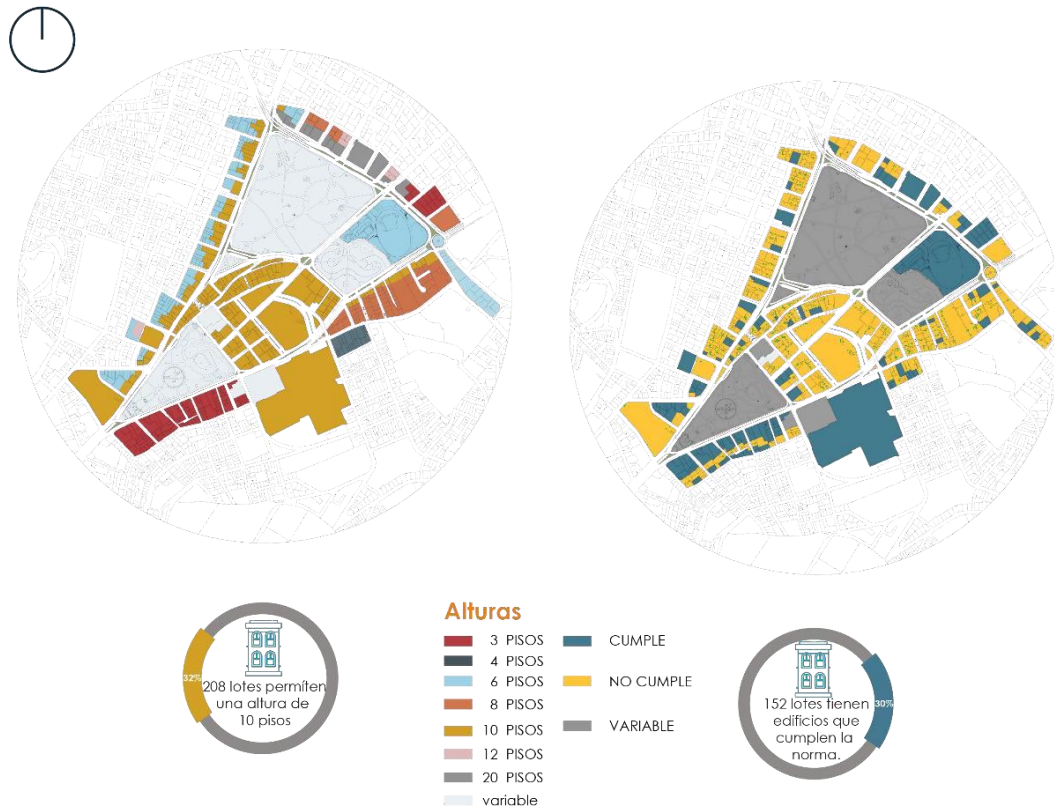 32%
208 lotes permíten
una altura de
10 pisos
Alturas
3 PISOS
4 PISOS
6 PISOS
8 PISOS
10 PISOS
12 PISOS
20 PISOS
variable
CUMPLE
NO CUMPLE
VARIABLE
30%
152 lotes tienen
edificios que
cumplen la
norma.